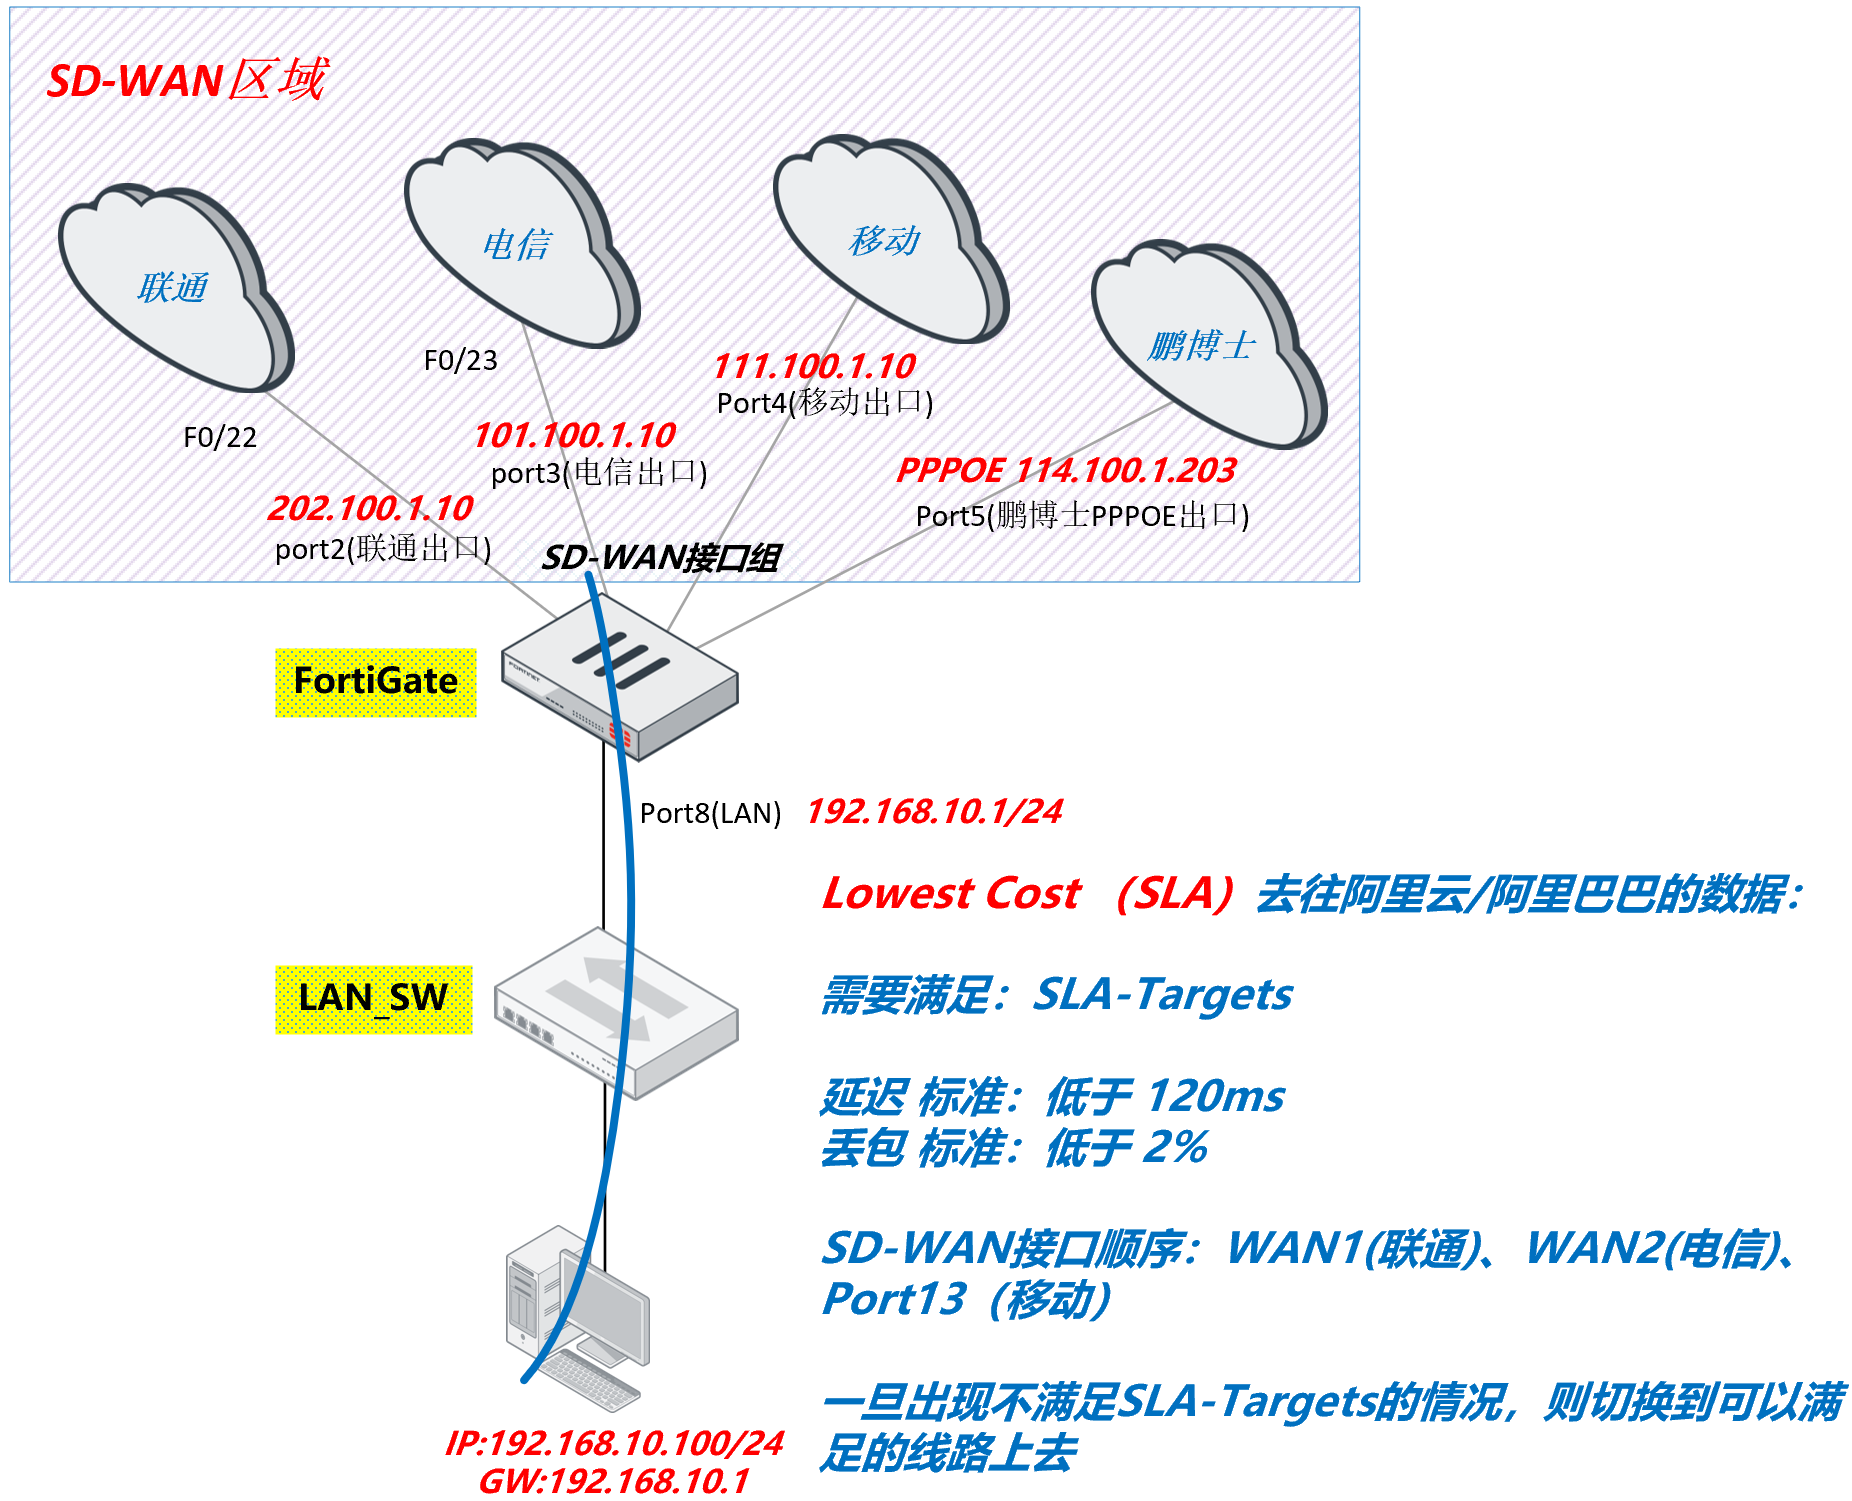 SD-WAN区域
联通
电信
移动
鹏博士
F0/22
F0/23
202.100.1.10
port2(联通出口)
101.100.1.10
port3(电信出口)
111.100.1.10
Port4(移动出口)
PPPOE 114.100.1.203
Port5(鹏博士PPPOE出口)
SD-WAN接口组
FortiGate
FORTINET
Port8(LAN)
192.168.10.1/24
LAN_SW
Lowest Cost （SLA）去往阿里云/阿里巴巴的数据：
需要满足：SLA-Targets
延迟 标准：低于 120ms
丢包 标准：低于 2%
SD-WAN接口顺序：WAN1(联通)、WAN2(电信)、
Port13（移动）
一旦出现不满足SLA-Targets的情况，则切换到可以满
足的线路上去
IP:192.168.10.100/24
GW:192.168.10.1